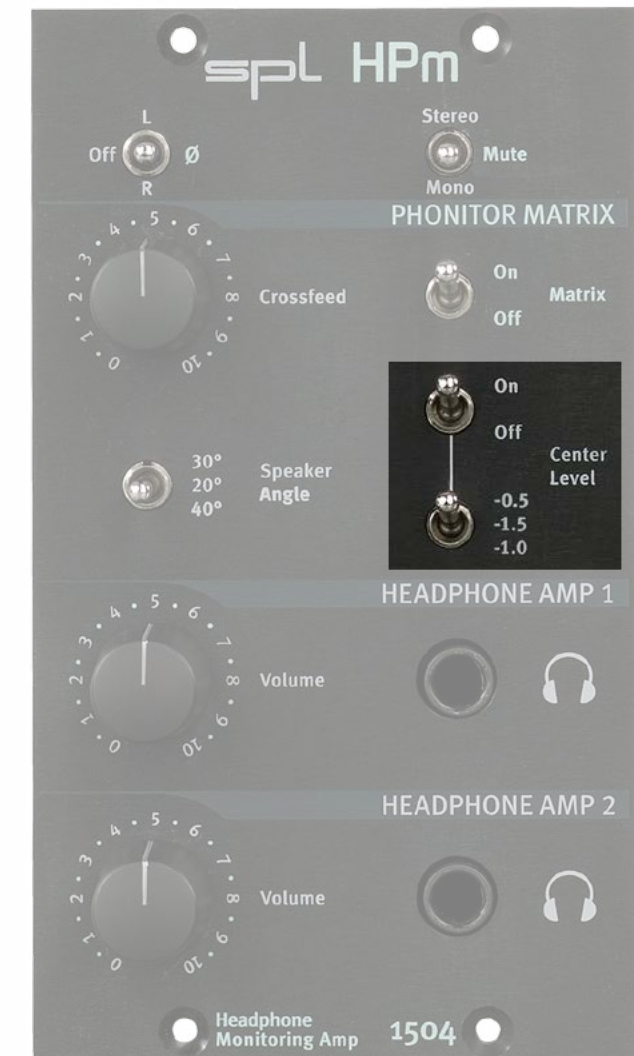 spl HPm
L
Off Ø
R
Stereo
Mute
Mono
PHONITOR MATRIX
0 1 2 3 4 5 6 7 8 9 10
Crossfeed
On
Matrix
Off
30°
20°
40°
Speaker
Angle
On
Off
Center
Level
-0.5
-1.5
-1.0
HEADPHONE AMP 1
0 1 2 3 4 5 6 7 8 9 10
Volume
HEADPHONE AMP 2
0 1 2 3 4 5 6 7 8 9 10
Volume
Headphone
Monitoring Amp
1504